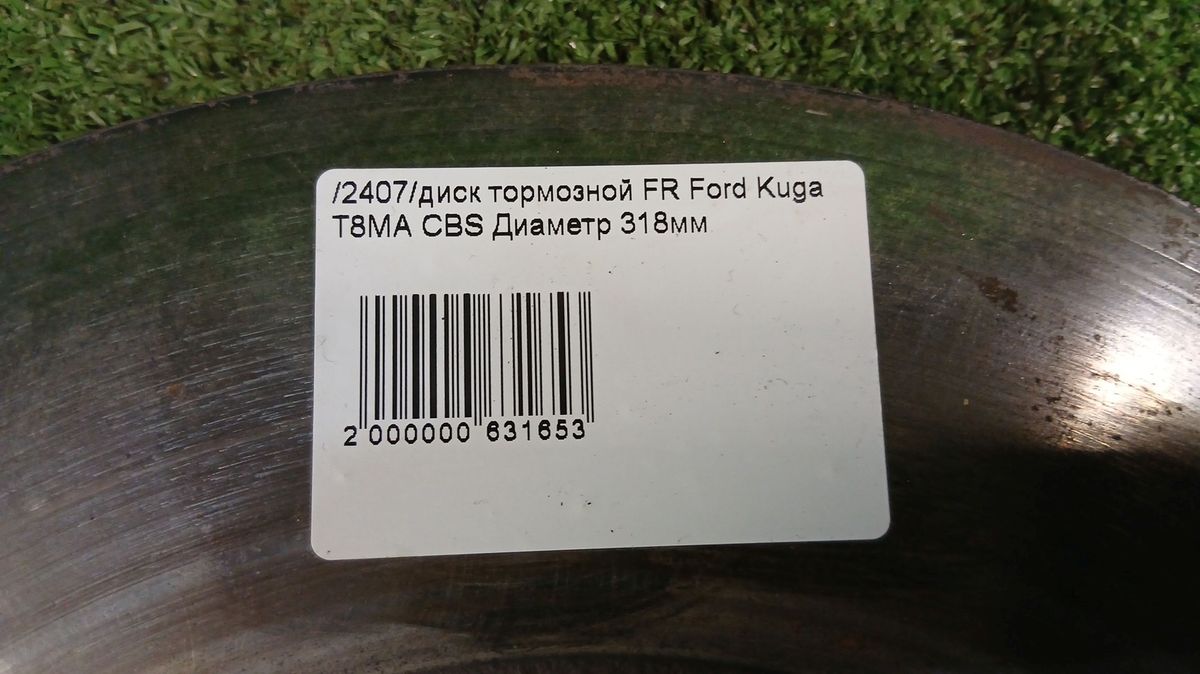 /2407/диск тормозной FR Ford Kuga
T8MA CBS Диаметр 318мм
2 000000 631653